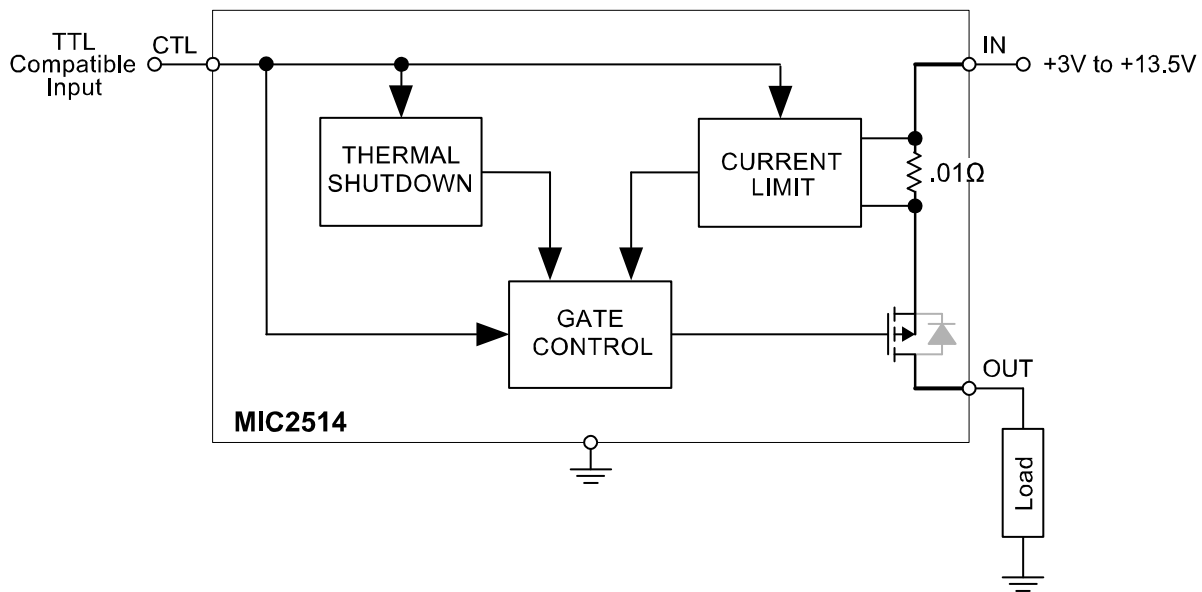 TTL
Compatible
Input
CTL
IN
+3V to +13.5V
THERMAL
SHUTDOWN
CURRENT
LIMIT
.01Ω
GATE
CONTROL
OUT
MIC2514
Load